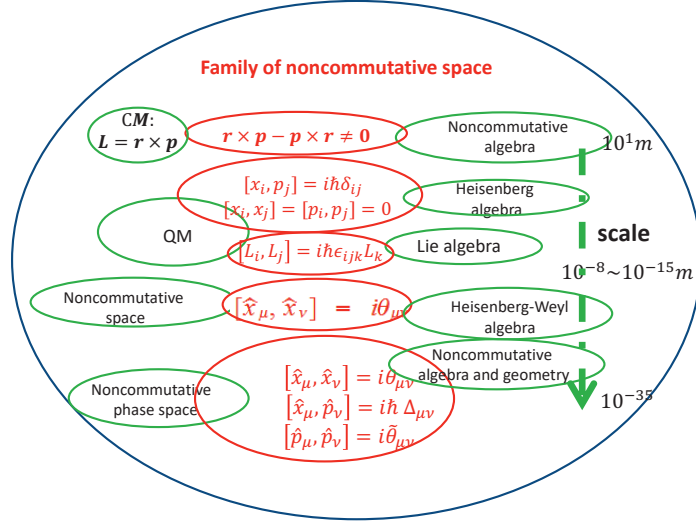 Family of noncommutative space
CM:
L = r × p
r × p − p × r ≠ 0
Noncommutative
algebra
10^1 m
[x_i, p_j] = iħδ_ij
[x_i, x_j] = [p_i, p_j] = 0
Heisenberg
algebra
QM
[L_i, L_j] = iħϵ_ijk L_k
Lie algebra
scale
10^−8~10^−15 m
Noncommutative
space
[x̂_μ, x̂_ν] = iθ_μν
Heisenberg-Weyl
algebra
Noncommutative
algebra and geometry
Noncommutative
phase space
[x̂_μ, x̂_ν] = iθ_μν
[x̂_μ, p̂_ν] = iħ Δ_μν
[p̂_μ, p̂_ν] = iθ̃_μν
10^−35